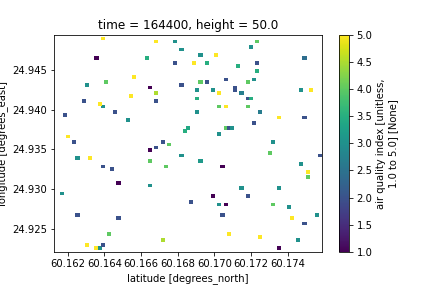 time = 164400, height = 50.0
24.945
24.940
24.935
24.930
24.925
longitude [degrees_east]
60.162 60.164 60.166 60.168 60.170 60.172 60.174
latitude [degrees_north]
5.0
4.5
4.0
3.5
3.0
2.5
2.0
1.5
1.0
air quality index [unitless,
1.0 to 5.0] [None]